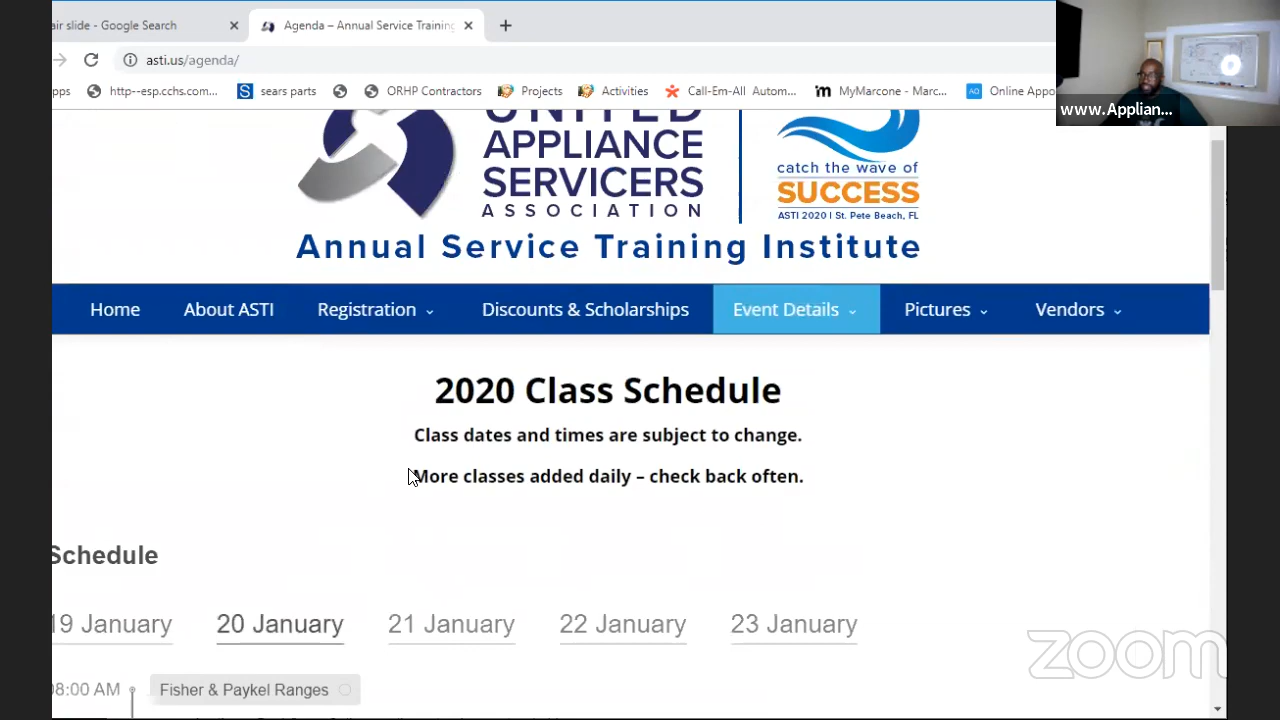 air slide - Google Search
Agenda – Annual Service Training
asti.us/agenda/
pps
http--esp.cchs.com...
sears parts
ORHP Contractors
Projects
Activities
Call-Em-All Autom...
MyMarcone - Marc...
Online Appo
www.Applian...
UNITED
APPLIANCE
SERVICERS
ASSOCIATION
catch the wave of
SUCCESS
ASTI 2020 | St. Pete Beach, FL
Annual Service Training Institute
Home About ASTI Registration Discounts & Scholarships Event Details Pictures Vendors
2020 Class Schedule
Class dates and times are subject to change.
More classes added daily – check back often.
Schedule
19 January 20 January 21 January 22 January 23 January
08:00 AM Fisher & Paykel Ranges
zoom